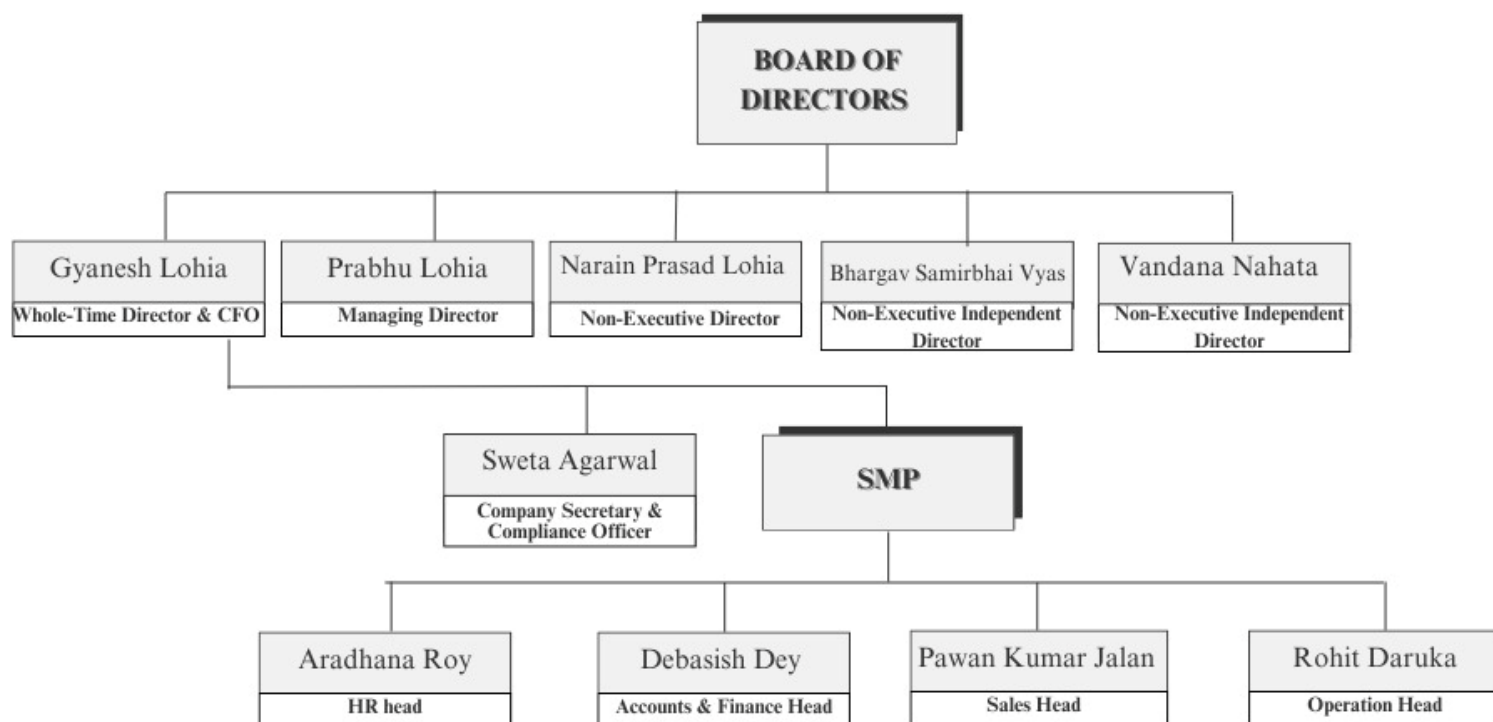 BOARD OF
DIRECTORS
Gyanesh Lohia
Whole-Time Director & CFO
Prabhu Lohia
Managing Director
Narain Prasad Lohia
Non-Executive Director
Bhargav Samirbhai Vyas
Non-Executive Independent
Director
Vandana Nahata
Non-Executive Independent
Director
Sweta Agarwal
Company Secretary &
Compliance Officer
SMP
Aradhana Roy
HR head
Debasish Dey
Accounts & Finance Head
Pawan Kumar Jalan
Sales Head
Rohit Daruka
Operation Head